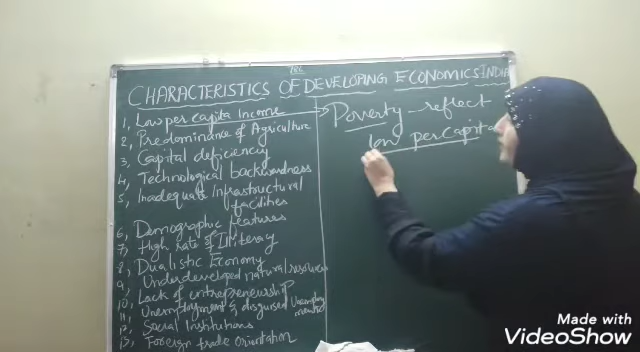 CHARACTERISTICS OF DEVELOPING ECONOMICS INDIA
1, Low per capita Income → Poverty - reflect
low per capita
2, Predominance of Agriculture
3, Capital deficiency
4, Technological backwardness
5, Inadequate Infrastructural
facilities
6, Demographic features
7, High Rate of Illiteracy
8, Dualistic Economy
9, Underdeveloped natural resources
10, Lack of entrepreneurship
11, Unemployment & disguised Unemployment
12, Social Institutions
13, Foreign trade orientation
Made with
VideoShow